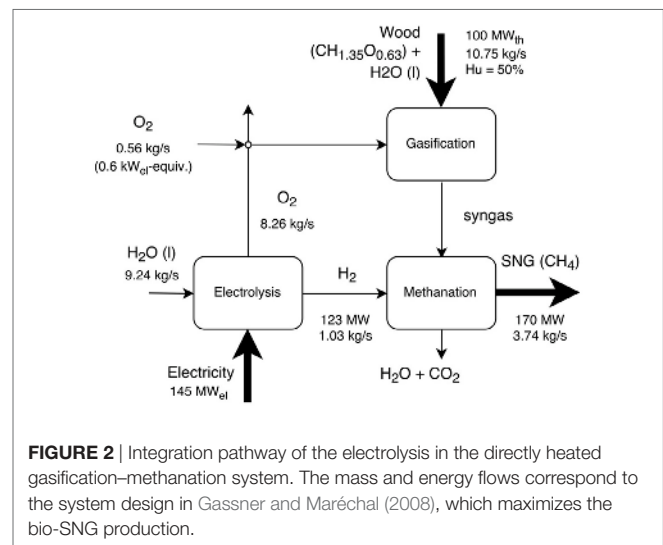 Wood
(CH1.35O0.63) +
H2O (l)
100 MWth
10.75 kg/s
Hu = 50%
O2
0.56 kg/s
(0.6 kWel-equiv.)
Gasification
O2
8.26 kg/s
syngas
H2O (l)
9.24 kg/s
Electrolysis
H2
123 MW
1.03 kg/s
Methanation
SNG (CH4)
170 MW
3.74 kg/s
Electricity
145 MWel
H2O + CO2
FIGURE 2 | Integration pathway of the electrolysis in the directly heated
gasification–methanation system. The mass and energy flows correspond to
the system design in Gassner and Maréchal (2008), which maximizes the
bio-SNG production.